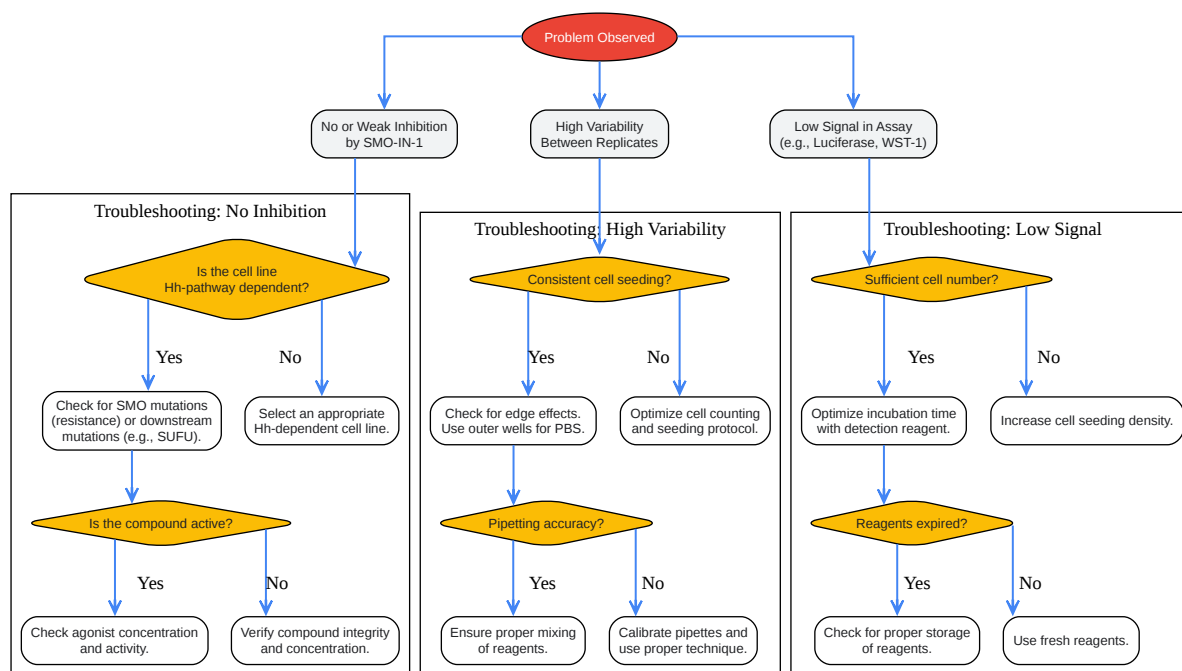 Problem Observed
No or Weak Inhibition
by SMO-IN-1
High Variability
Between Replicates
Low Signal in Assay
(e.g., Luciferase, WST-1)
Troubleshooting: No Inhibition
Is the cell line
Hh-pathway dependent?
Yes
No
Check for SMO mutations
(resistance) or downstream
mutations (e.g., SUFU).
Select an appropriate
Hh-dependent cell line.
Is the compound active?
Yes
No
Check agonist concentration
and activity.
Verify compound integrity
and concentration.
Troubleshooting: High Variability
Consistent cell seeding?
Yes
No
Check for edge effects.
Use outer wells for PBS.
Optimize cell counting
and seeding protocol.
Pipetting accuracy?
Yes
No
Ensure proper mixing
of reagents.
Calibrate pipettes and
use proper technique.
Troubleshooting: Low Signal
Sufficient cell number?
Yes
No
Optimize incubation time
with detection reagent.
Increase cell seeding density.
Reagents expired?
Yes
No
Check for proper storage
of reagents.
Use fresh reagents.